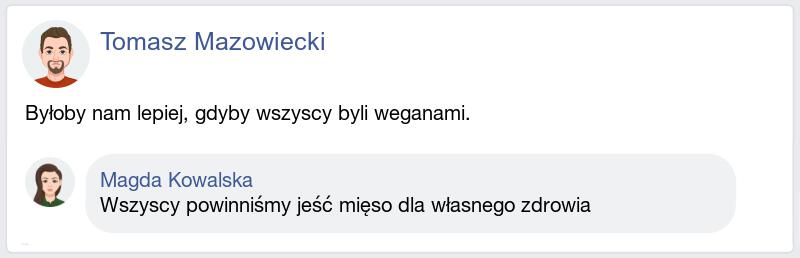 Tomasz Mazowiecki
Byłoby nam lepiej, gdyby wszyscy byli weganami.
Magda Kowalska
Wszyscy powinniśmy jeść mięso dla własnego zdrowia